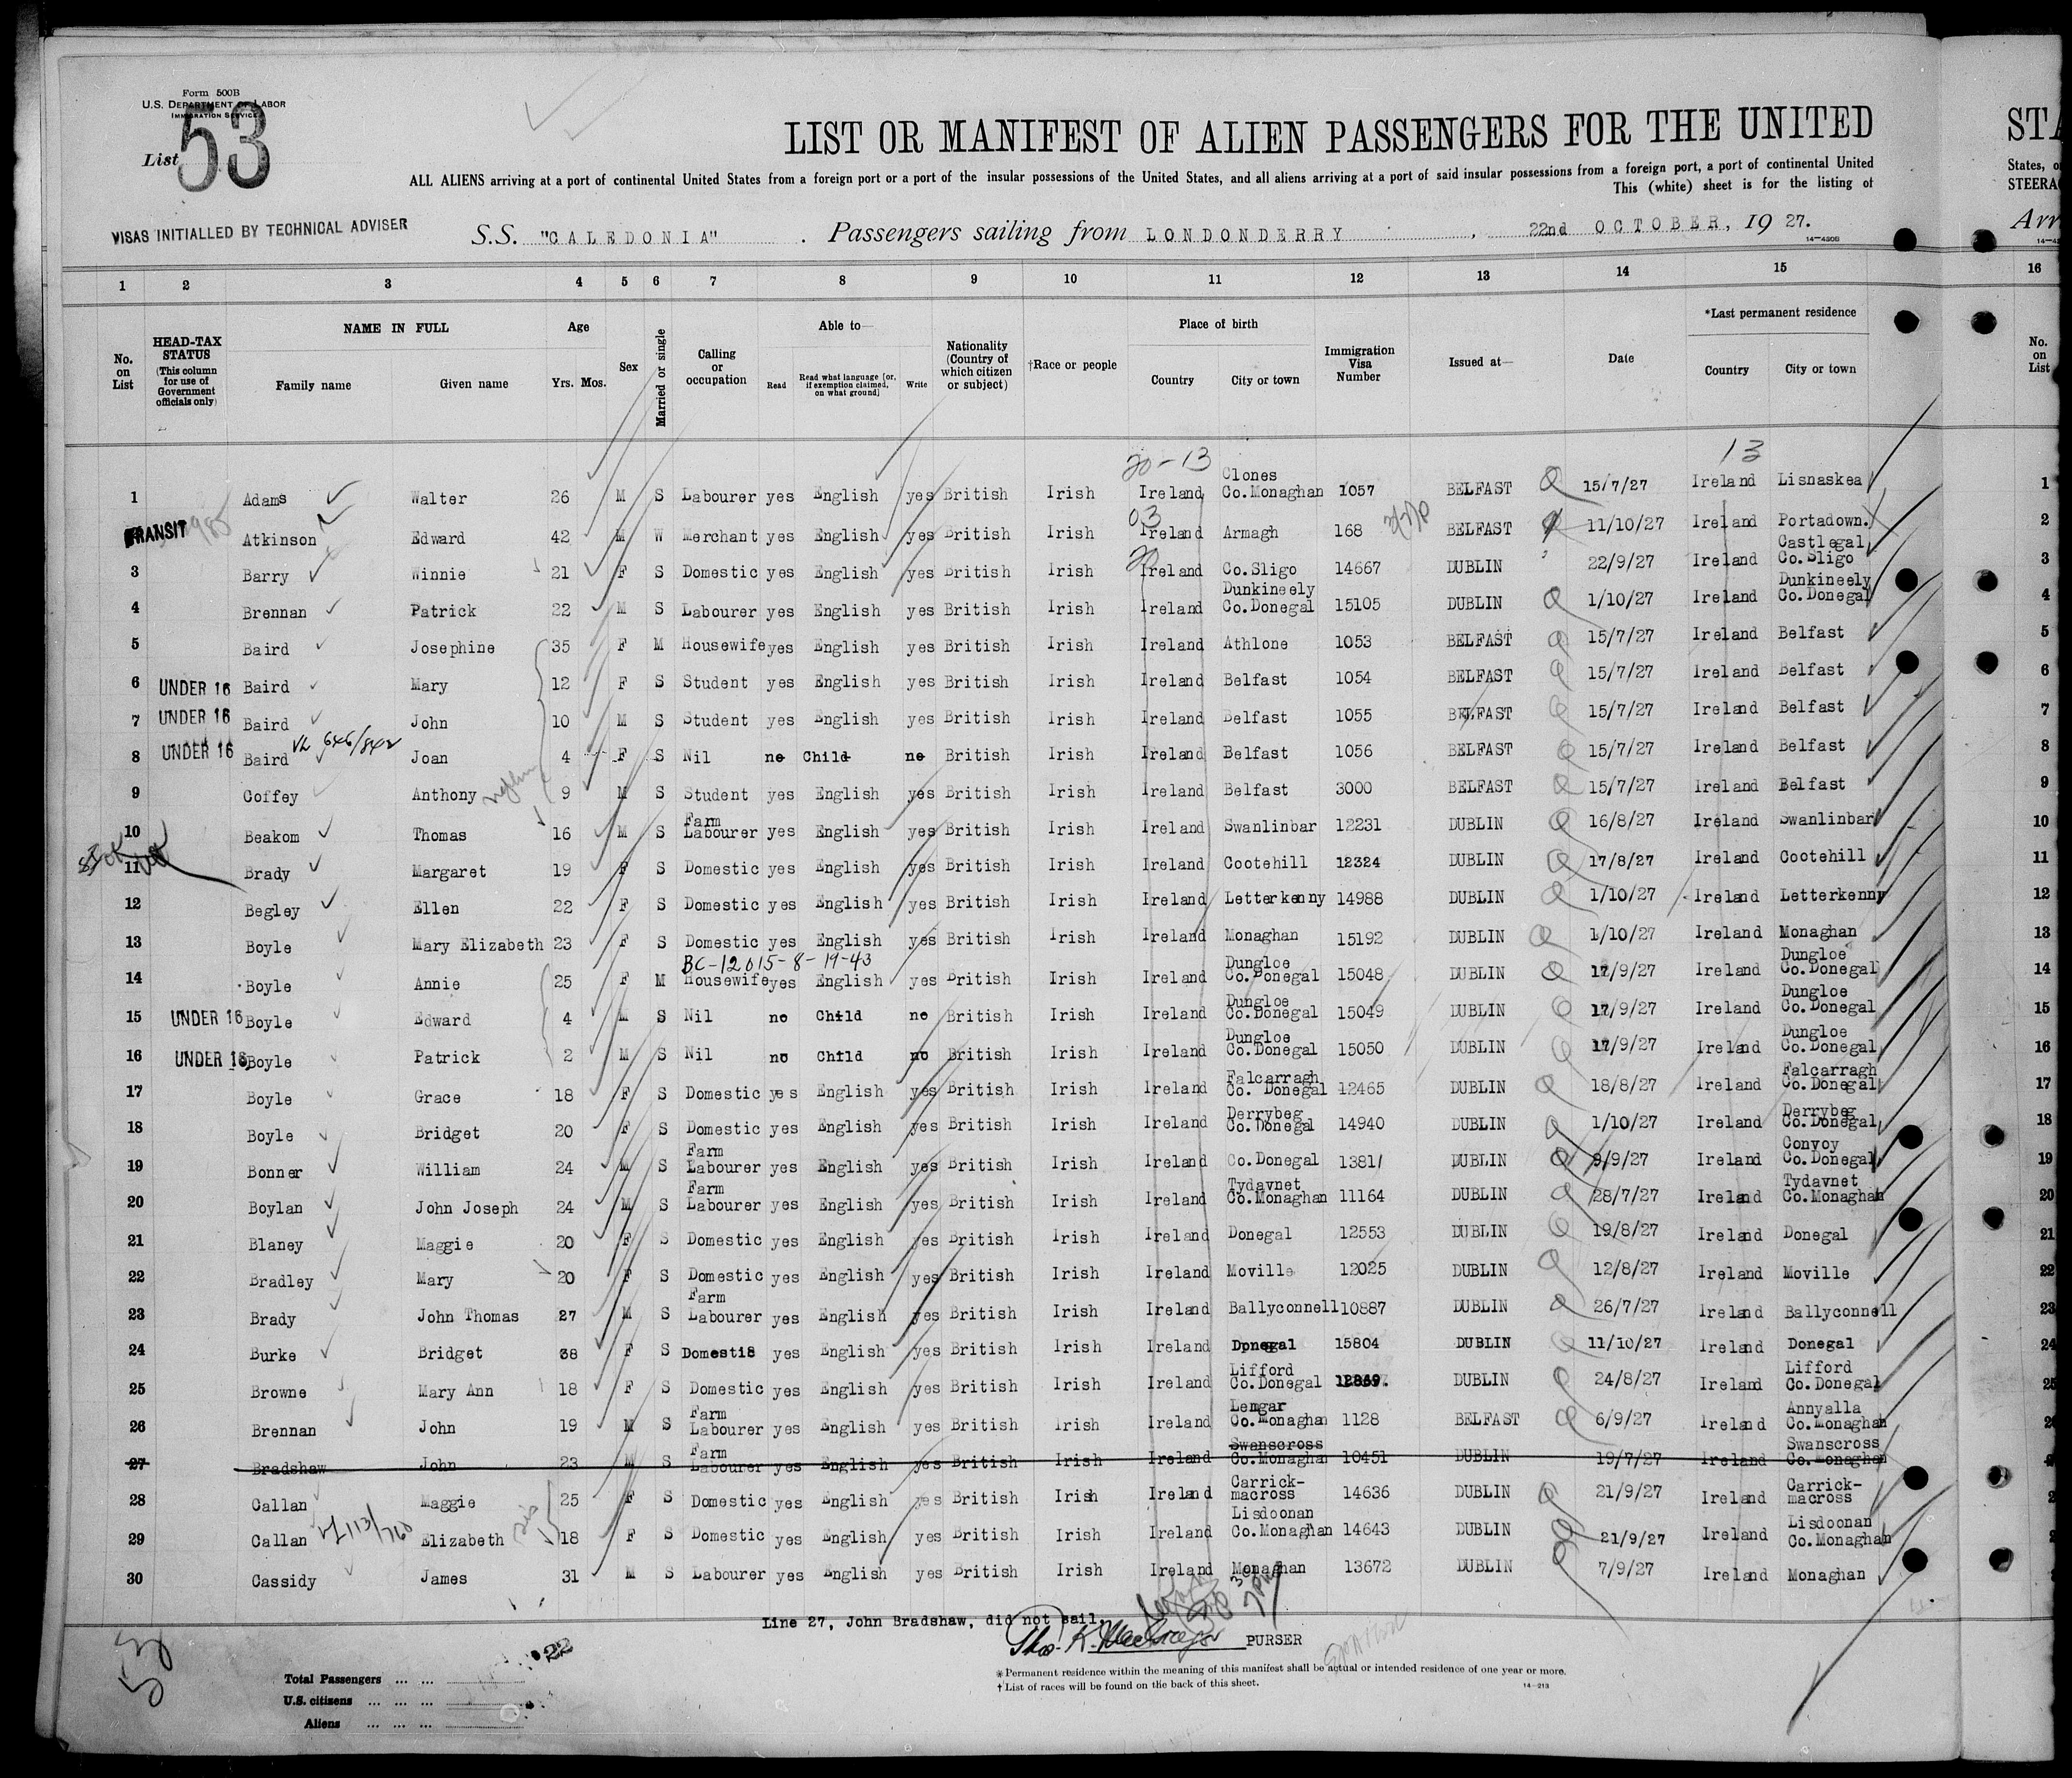 Form 500B
U.S. DEPARTMENT OF LABOR
IMMIGRATION SERVICE
List 53
LIST OR MANIFEST OF ALIEN PASSENGERS FOR THE UNITED
STA
ALL ALIENS arriving at a port of continental United States from a foreign port or a port of the insular possessions of the United States, and all aliens arriving at a port of said insular possessions from a foreign port, a port of continental United
States, o
This (white) sheet is for the listing of
STEERA
VISAS INITIALLED BY TECHNICAL ADVISER
S.S. "CALEDONIA" . Passengers sailing from LONDONDERRY , 22nd OCTOBER, 19 27.
Arr
14-420B
1 2 3 4 5 6 7 8 9 10 11 12 13 14 15 16
No. on List
HEAD-TAX STATUS (This column for use of Government officials only)
NAME IN FULL
Family name Given name
Age
Yrs. Mos.
Sex
Married or single
Calling or occupation
Able to—
Read Read what language [or, if exemption claimed, on what ground] Write
Nationality (Country of which citizen or subject)
†Race or people
Place of birth
Country City or town
Immigration Visa Number
Issued at—
Date
*Last permanent residence
Country City or town
No. on List
20-13 13
1 Adams Walter 26 M S Labourer yes English yes British Irish Ireland Clones Co.Monaghan 1057 BELFAST 15/7/27 Ireland Lisnaskea 1
03
TRANSIT Atkinson Edward 42 M W Merchant yes English yes British Irish Ireland Armagh 168 BELFAST 11/10/27 Ireland Portadown. 2
20
3 Barry Winnie 21 F S Domestic yes English yes British Irish Ireland Co.Sligo 14667 DUBLIN 22/9/27 Ireland Castlegal Co.Sligo 3
4 Brennan Patrick 22 M S Labourer yes English yes British Irish Ireland Dunkineely Co.Donegal 15105 DUBLIN 1/10/27 Ireland Dunkineely Co.Donegal 4
5 Baird Josephine 35 F M Housewife yes English yes British Irish Ireland Athlone 1053 BELFAST 15/7/27 Ireland Belfast 5
6 UNDER 16 Baird Mary 12 F S Student yes English yes British Irish Ireland Belfast 1054 BELFAST 15/7/27 Ireland Belfast 6
7 UNDER 16 Baird John 10 M S Student yes English yes British Irish Ireland Belfast 1055 BELFAST 15/7/27 Ireland Belfast 7
8 UNDER 16 Baird 646/842 Joan 4 F S Nil no Child no British Irish Ireland Belfast 1056 BELFAST 15/7/27 Ireland Belfast 8
9 Coffey Anthony nephew 9 M S Student yes English yes British Irish Ireland Belfast 3000 BELFAST 15/7/27 Ireland Belfast 9
10 Beakom Thomas 16 M S Farm Labourer yes English yes British Irish Ireland Swanlinbar 12231 DUBLIN 16/8/27 Ireland Swanlinbar 10
11 Brady Margaret 19 F S Domestic yes English yes British Irish Ireland Cootehill 12324 DUBLIN 17/8/27 Ireland Cootehill 11
12 Begley Ellen 22 F S Domestic yes English yes British Irish Ireland Letterkenny 14988 DUBLIN 1/10/27 Ireland Letterkenny 12
13 Boyle Mary Elizabeth 23 F S Domestic yes English yes British Irish Ireland Monaghan 15192 DUBLIN 1/10/27 Ireland Monaghan 13
BC-12015-8-19-43
14 Boyle Annie 25 F M Housewife yes English yes British Irish Ireland Dungloe Co.Donegal 15048 DUBLIN 17/9/27 Ireland Dungloe Co.Donegal 14
15 UNDER 16 Boyle Edward 4 M S Nil no Child no British Irish Ireland Dungloe Co.Donegal 15049 DUBLIN 17/9/27 Ireland Dungloe Co.Donegal 15
16 UNDER 16 Boyle Patrick 2 M S Nil no Child no British Irish Ireland Dungloe Co.Donegal 15050 DUBLIN 17/9/27 Ireland Dungloe Co.Donegal 16
17 Boyle Grace 18 F S Domestic yes English yes British Irish Ireland Falcarragh Co. Donegal 12465 DUBLIN 18/8/27 Ireland Falcarragh Co.Donegal 17
18 Boyle Bridget 20 F S Domestic yes English yes British Irish Ireland Derrybeg Co.Donegal 14940 DUBLIN 1/10/27 Ireland Derrybeg Co.Donegal 18
19 Bonner William 24 M S Farm Labourer yes English yes British Irish Ireland Co.Donegal 13811 DUBLIN 9/9/27 Ireland Convoy Co.Donegal 19
20 Boylan John Joseph 24 M S Farm Labourer yes English yes British Irish Ireland Tydavnet Co.Monaghan 11164 DUBLIN 28/7/27 Ireland Tydavnet Co.Monaghan 20
21 Blaney Maggie 20 F S Domestic yes English yes British Irish Ireland Donegal 12553 DUBLIN 19/8/27 Ireland Donegal 21
22 Bradley Mary 20 F S Domestic yes English yes British Irish Ireland Moville 12025 DUBLIN 12/8/27 Ireland Moville 22
23 Brady John Thomas 27 M S Farm Labourer yes English yes British Irish Ireland Ballyconnell 10887 DUBLIN 26/7/27 Ireland Ballyconnell 23
24 Burke Bridget 38 F S Domestic yes English yes British Irish Ireland Donegal 15804 DUBLIN 11/10/27 Ireland Donegal 24
25 Browne Mary Ann 18 F S Domestic yes English yes British Irish Ireland Lifford Co.Donegal DUBLIN 24/8/27 Ireland Lifford Co.Donegal 25
26 Brennan John 19 M S Farm Labourer yes English yes British Irish Ireland Lemgar Co.Monaghan 1128 BELFAST 6/9/27 Ireland Annyalla Co.Monaghan
27 Bradshaw John 23 M S Farm Labourer yes English yes British Irish Ireland Swanscross Co.Monaghan 10451 DUBLIN 19/7/27 Ireland Swanscross Co.Monaghan
28 Callan Maggie 25 F S Domestic yes English yes British Irish Ireland Carrick-macross 14636 DUBLIN 21/9/27 Ireland Carrick-macross
29 Callan Elizabeth sis 18 F S Domestic yes English yes British Irish Ireland Lisdoonan Co.Monaghan 14643 DUBLIN 21/9/27 Ireland Lisdoonan Co.Monaghan
30 Cassidy James 31 M S Labourer yes English yes British Irish Ireland Monaghan 13672 DUBLIN 7/9/27 Ireland Monaghan
Line 27, John Bradshaw, did not sail.
Thos. K. PURSER
53
22
Total Passengers ... ...
U.S. citizens ... ... ...
Aliens ... ... ...
* Permanent residence within the meaning of this manifest shall be actual or intended residence of one year or more.
† List of races will be found on the back of this sheet.
14-213